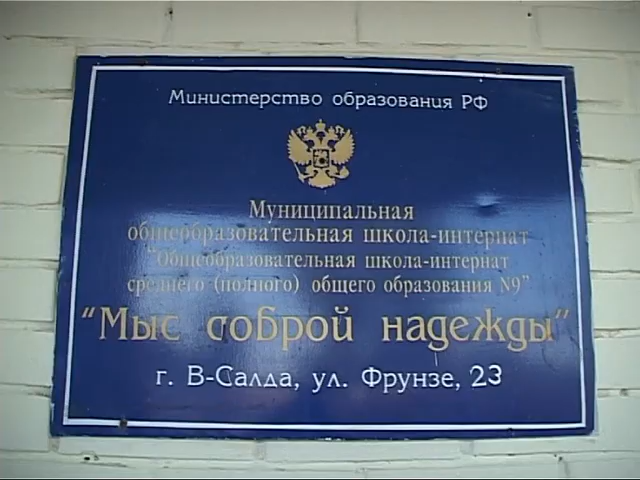 Министерство образования РФ
Муниципальная
общеобразовательная школа-интернат
"Общеобразовательная школа-интернат
среднего (полного) общего образования №9"
"Мыс доброй надежды"
г. В-Салда, ул. Фрунзе, 23